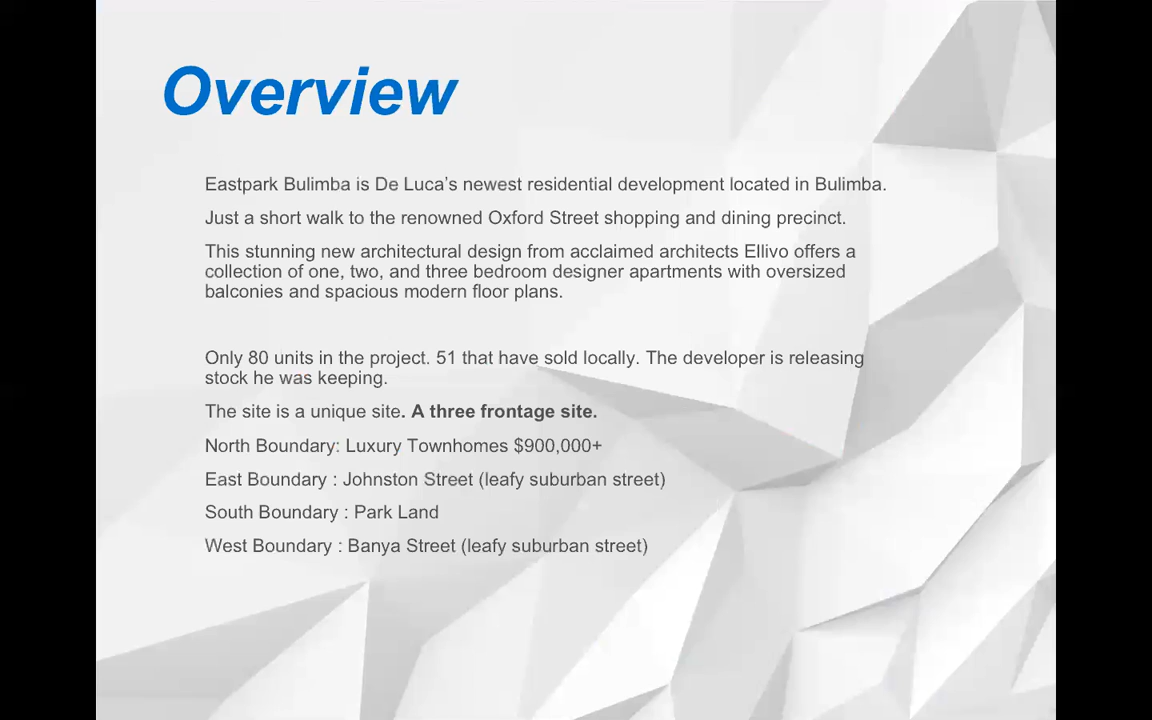 Overview
Eastpark Bulimba is De Luca’s newest residential development located in Bulimba.
Just a short walk to the renowned Oxford Street shopping and dining precinct.
This stunning new architectural design from acclaimed architects Ellivo offers a
collection of one, two, and three bedroom designer apartments with oversized
balconies and spacious modern floor plans.
Only 80 units in the project. 51 that have sold locally. The developer is releasing
stock he was keeping.
The site is a unique site. A three frontage site.
North Boundary: Luxury Townhomes $900,000+
East Boundary : Johnston Street (leafy suburban street)
South Boundary : Park Land
West Boundary : Banya Street (leafy suburban street)